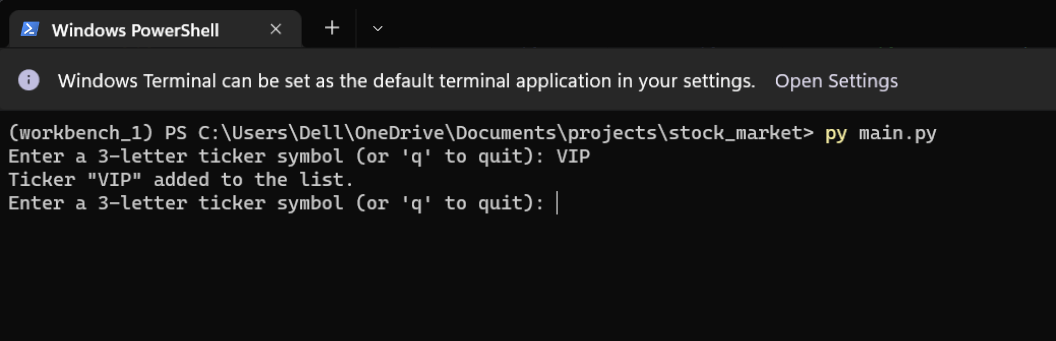 Windows PowerShell
Windows Terminal can be set as the default terminal application in your settings. Open Settings
(workbench_1) PS C:\Users\Dell\OneDrive\Documents\projects\stock_market> py main.py
Enter a 3-letter ticker symbol (or 'q' to quit): VIP
Ticker "VIP" added to the list.
Enter a 3-letter ticker symbol (or 'q' to quit):